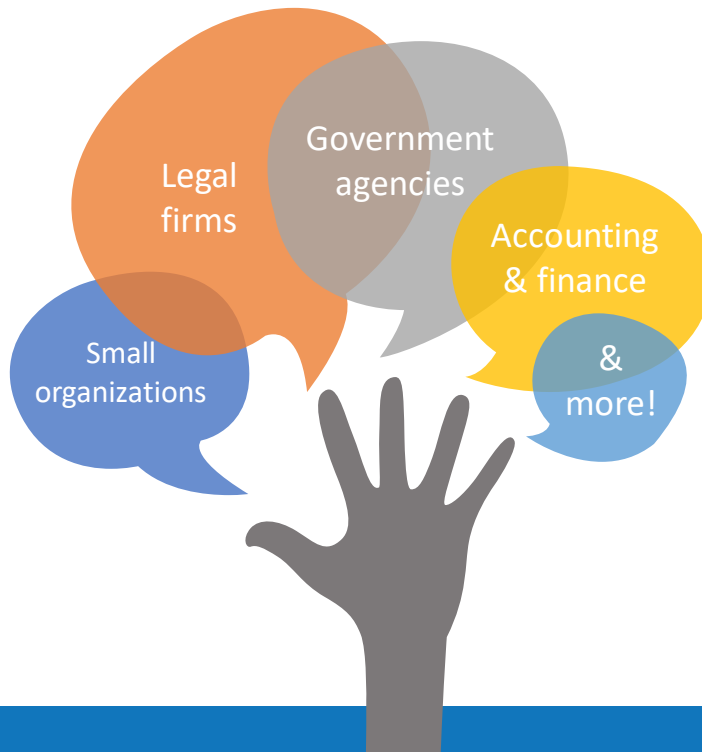 Small
organizations
Legal
firms
Government
agencies
Accounting
& finance
&
more!